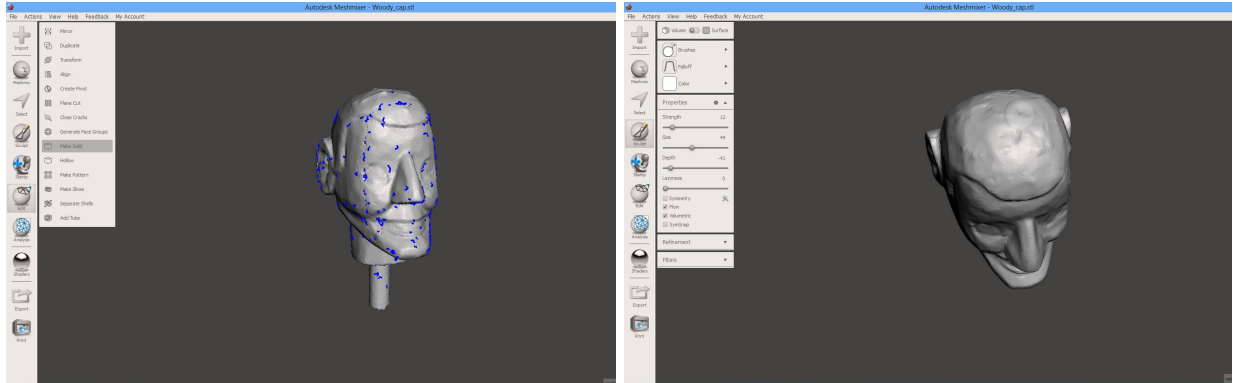 Autodesk Meshmixer - Woody_cap.stl
File Actions View Help Feedback My Account
Import
Meshmix
Select
Sculpt
Stamp
Edit
Analysis
Shaders
Export
Print
Mirror
Duplicate
Transform
Align
Create Pivot
Plane Cut
Close Cracks
Generate Face Groups
Make Solid
Hollow
Make Pattern
Make Slices
Separate Shells
Add Tube
Autodesk Meshmixer - Woody_cap.stl
File Actions View Help Feedback My Account
Import
Meshmix
Select
Sculpt
Stamp
Edit
Analysis
Shaders
Export
Print
Volume Surface
Brushes
Falloff
Color
Properties
Strength 12
Size 44
Depth -41
Lazyness 0
Symmetry
Flow
Volumetric
SymSnap
Refinement
Filters